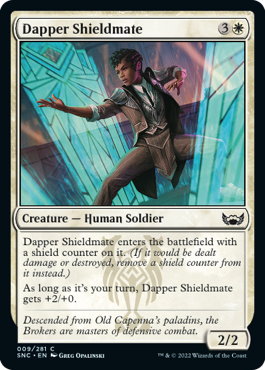 Dapper Shieldmate 3
Creature — Human Soldier
Dapper Shieldmate enters the battlefield with
a shield counter on it. (If it would be dealt
damage or destroyed, remove a shield counter from
it instead.)
As long as it's your turn, Dapper Shieldmate
gets +2/+0.
Descended from Old Capenna's paladins, the
Brokers are masters of defensive combat.
2/2
009/281 C
SNC • EN Greg Opalinski ™ & © 2022 Wizards of the Coast